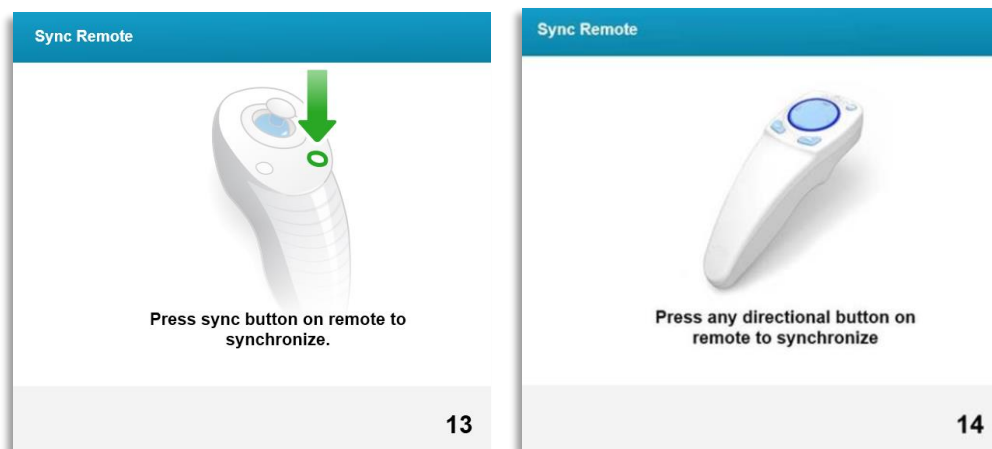 Sync Remote
Press sync button on remote to
synchronize.
13
Sync Remote
Press any directional button on
remote to synchronize
14